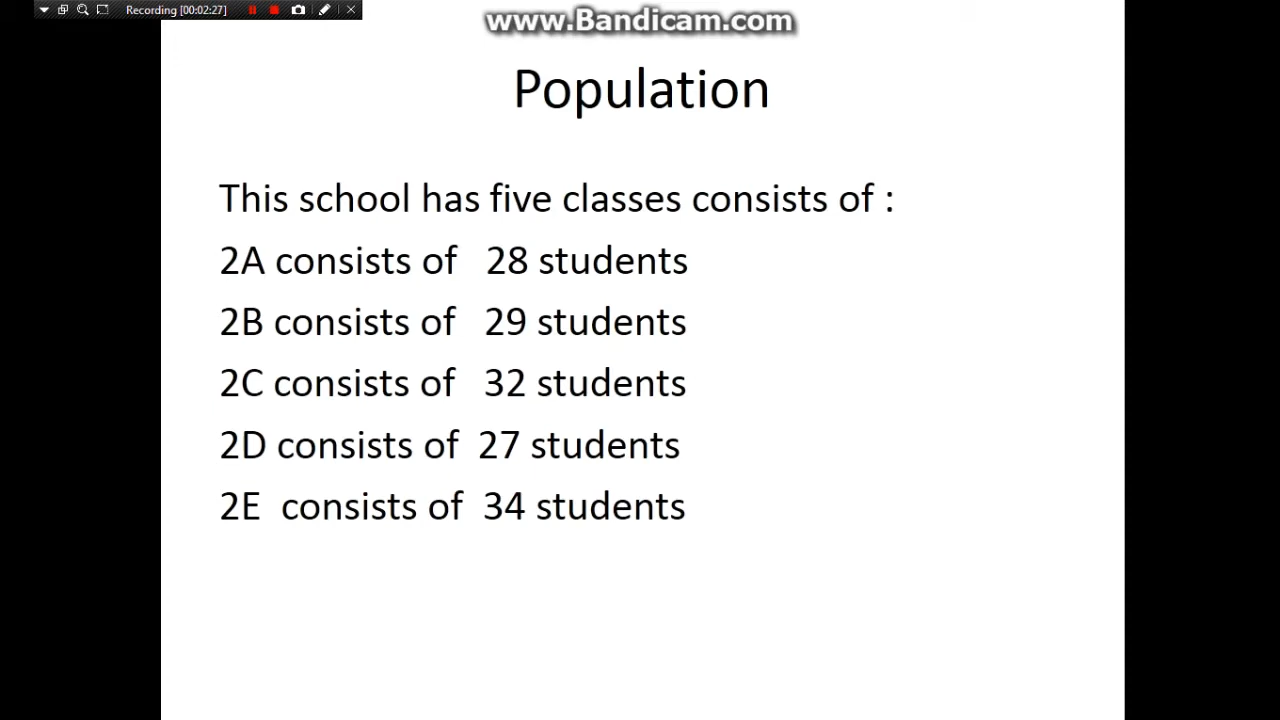 Recording [00:02:27]
www.Bandicam.com
Population
This school has five classes consists of :
2A consists of 28 students
2B consists of 29 students
2C consists of 32 students
2D consists of 27 students
2E consists of 34 students